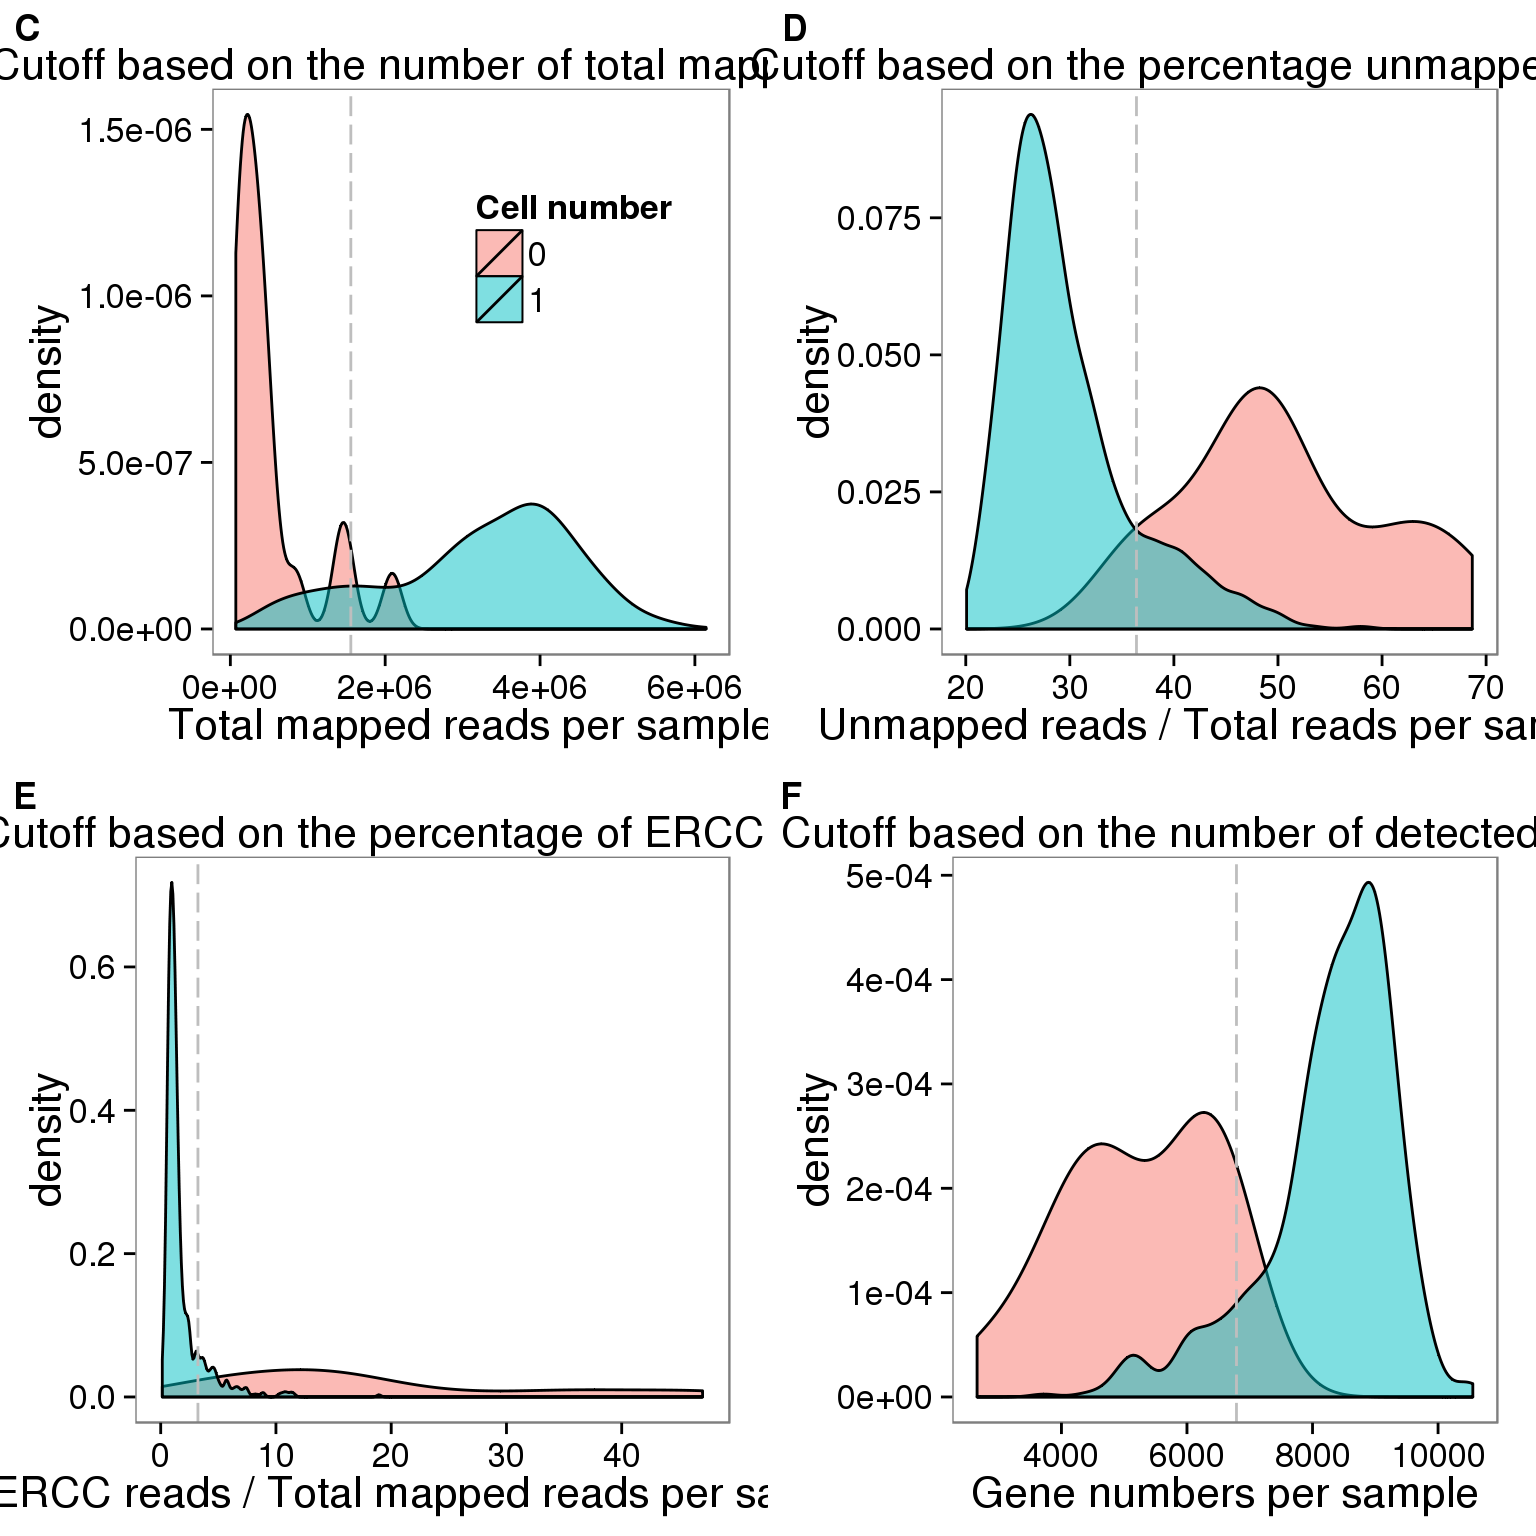 C
Cutoff based on the number of total mapp
1.5e-06
1.0e-06
5.0e-07
0.0e+00
density
Cell number
0
1
0e+00 2e+06 4e+06 6e+06
Total mapped reads per sample
D
Cutoff based on the percentage unmappe
0.075
0.050
0.025
0.000
density
20 30 40 50 60 70
Unmapped reads / Total reads per sar
E
Cutoff based on the percentage of ERCC
0.6
0.4
0.2
0.0
density
0 10 20 30 40
ERCC reads / Total mapped reads per sa
F
Cutoff based on the number of detected
5e-04
4e-04
3e-04
2e-04
1e-04
0e+00
density
4000 6000 8000 10000
Gene numbers per sample